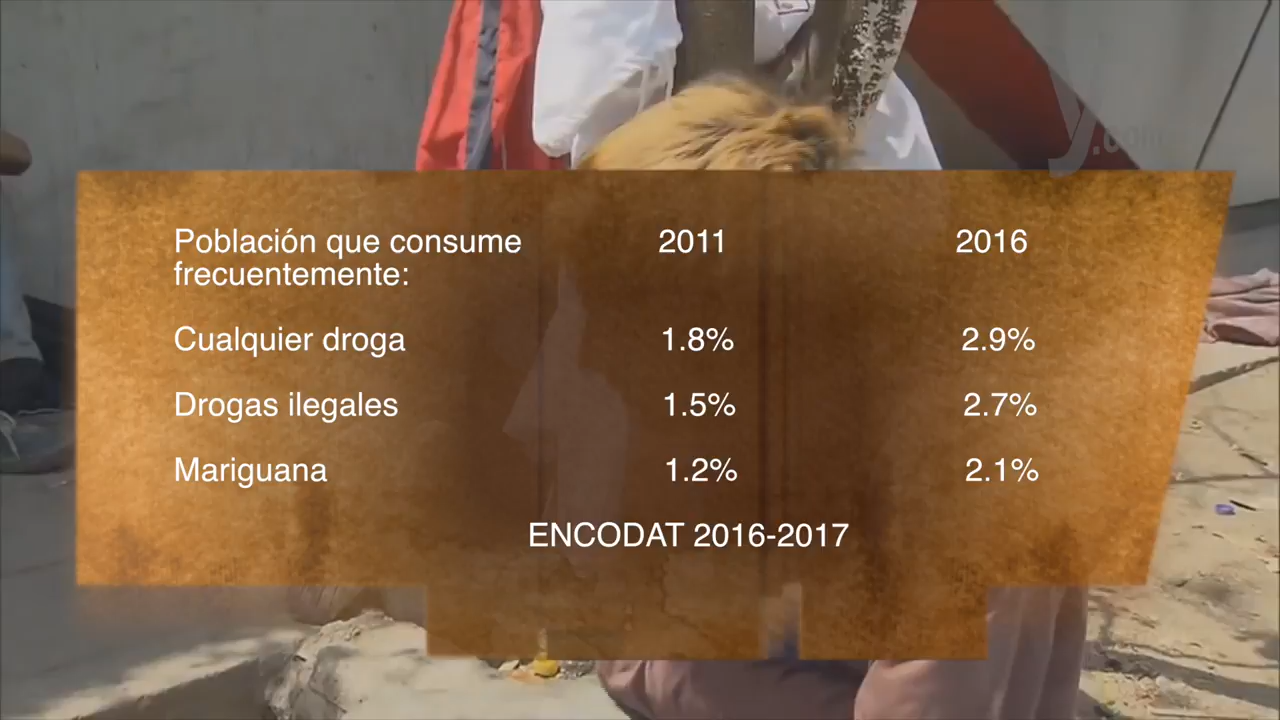 y.com
Población que consume 2011 2016
frecuentemente:
Cualquier droga 1.8% 2.9%
Drogas ilegales 1.5% 2.7%
Mariguana 1.2% 2.1%
ENCODAT 2016-2017